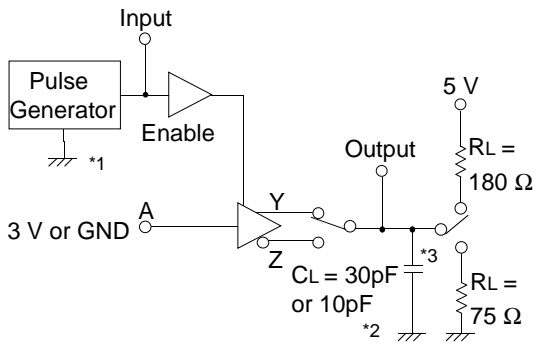 Input
Pulse
Generator
Enable
*1
5 V
Output
RL =
180 Ω
Y
A
3 V or GND
Z
CL = 30pF
or 10pF
*3
*2
RL =
75 Ω